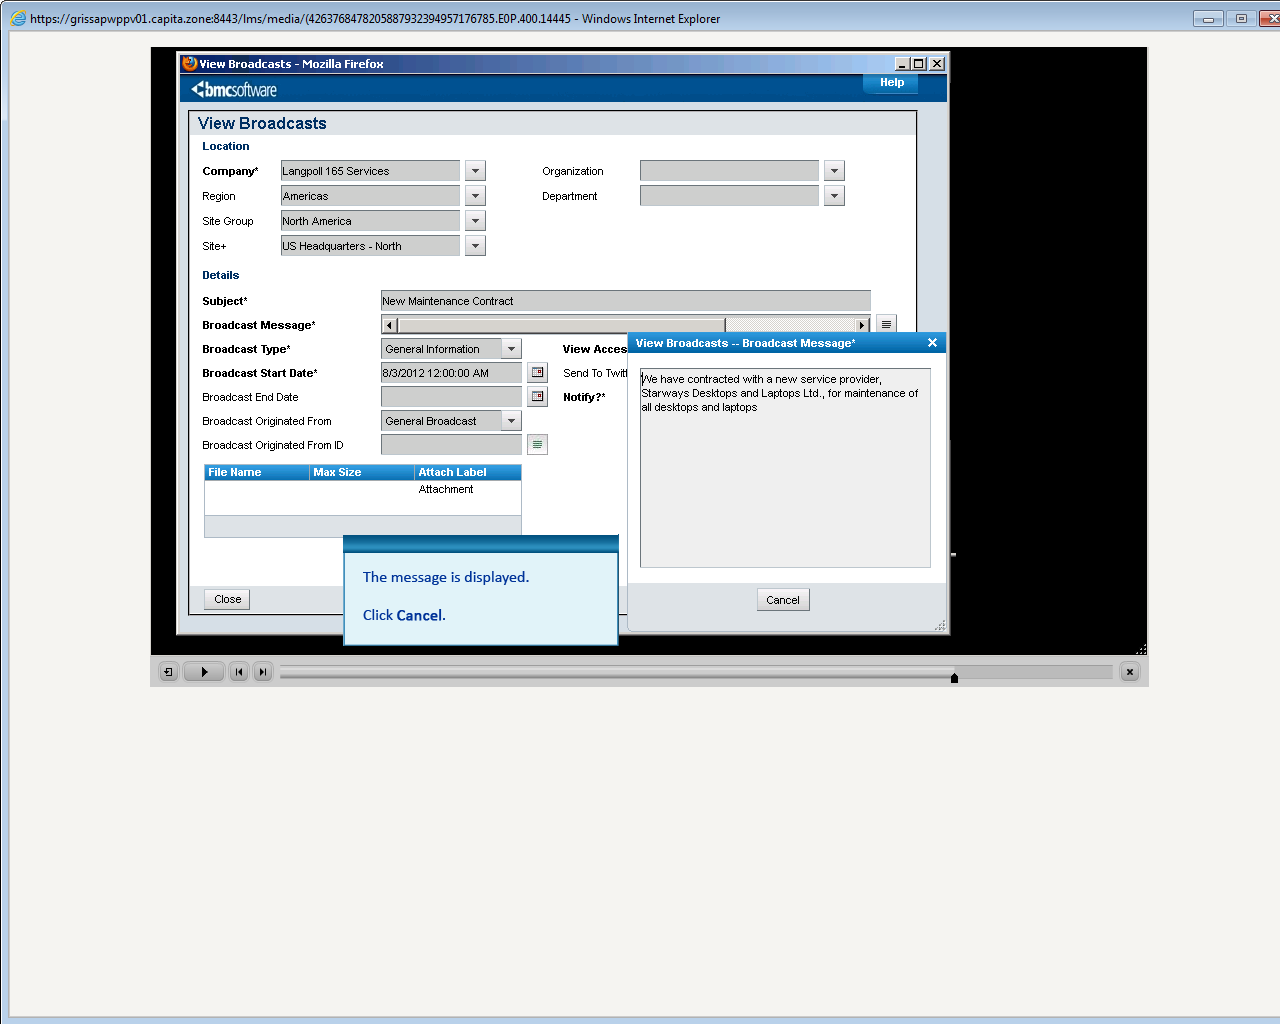 https://grissapwppv01.capita.zone:8443/lms/media/(4263768478205887932394957176785.E0P.400.14445 - Windows Internet Explorer
View Broadcasts - Mozilla Firefox
bmcsoftware
Help
View Broadcasts
Location
Company* Langpoll 165 Services Organization
Region Americas Department
Site Group North America
Site+ US Headquarters - North
Details
Subject* New Maintenance Contract
Broadcast Message*
Broadcast Type* General Information View Acces
Broadcast Start Date* 8/3/2012 12:00:00 AM Send To Twitt
Broadcast End Date Notify?*
Broadcast Originated From General Broadcast
Broadcast Originated From ID
File Name Max Size Attach Label
Attachment
Close
View Broadcasts -- Broadcast Message*
We have contracted with a new service provider,
Starways Desktops and Laptops Ltd., for maintenance of
all desktops and laptops
Cancel
The message is displayed.
Click Cancel.